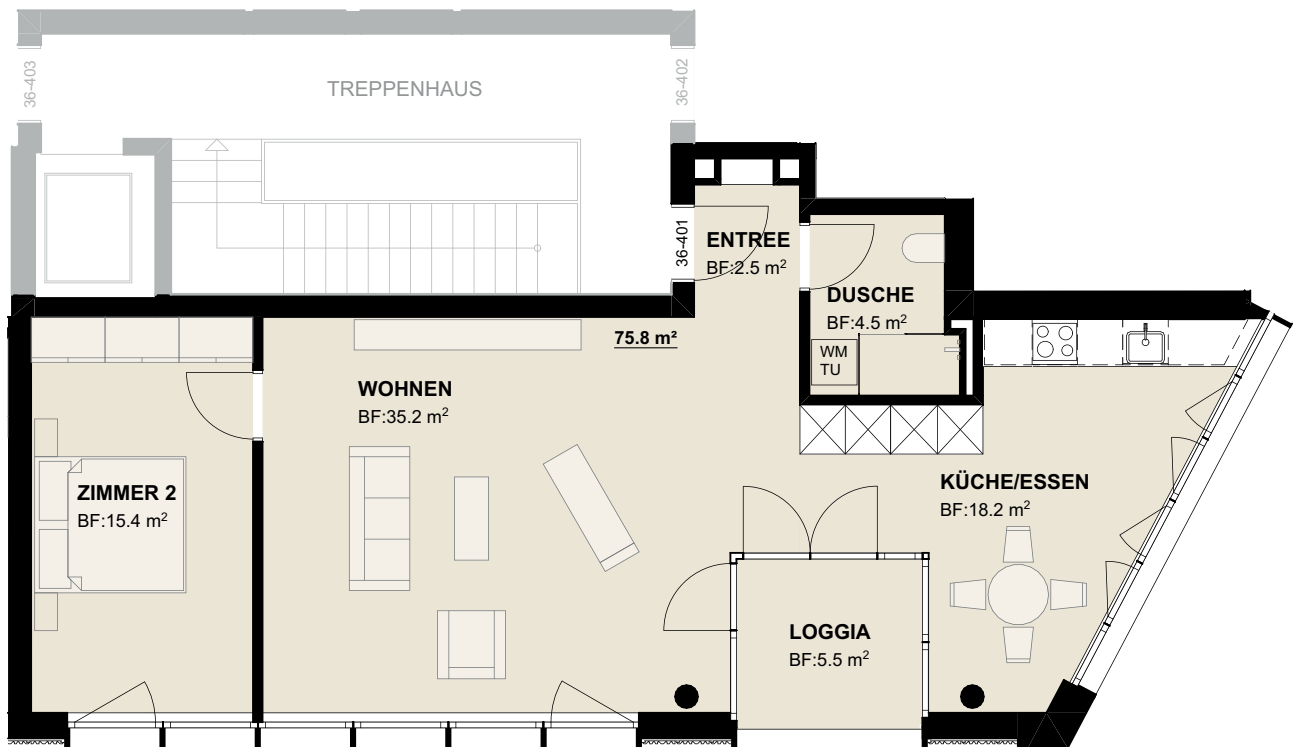 TREPPENHAUS
36-403
36-402
36-401
ENTREE
BF:2.5 m²
DUSCHE
BF:4.5 m²
WM
TU
75.8 m²
WOHNEN
BF:35.2 m²
ZIMMER 2
BF:15.4 m²
KÜCHE/ESSEN
BF:18.2 m²
LOGGIA
BF:5.5 m²